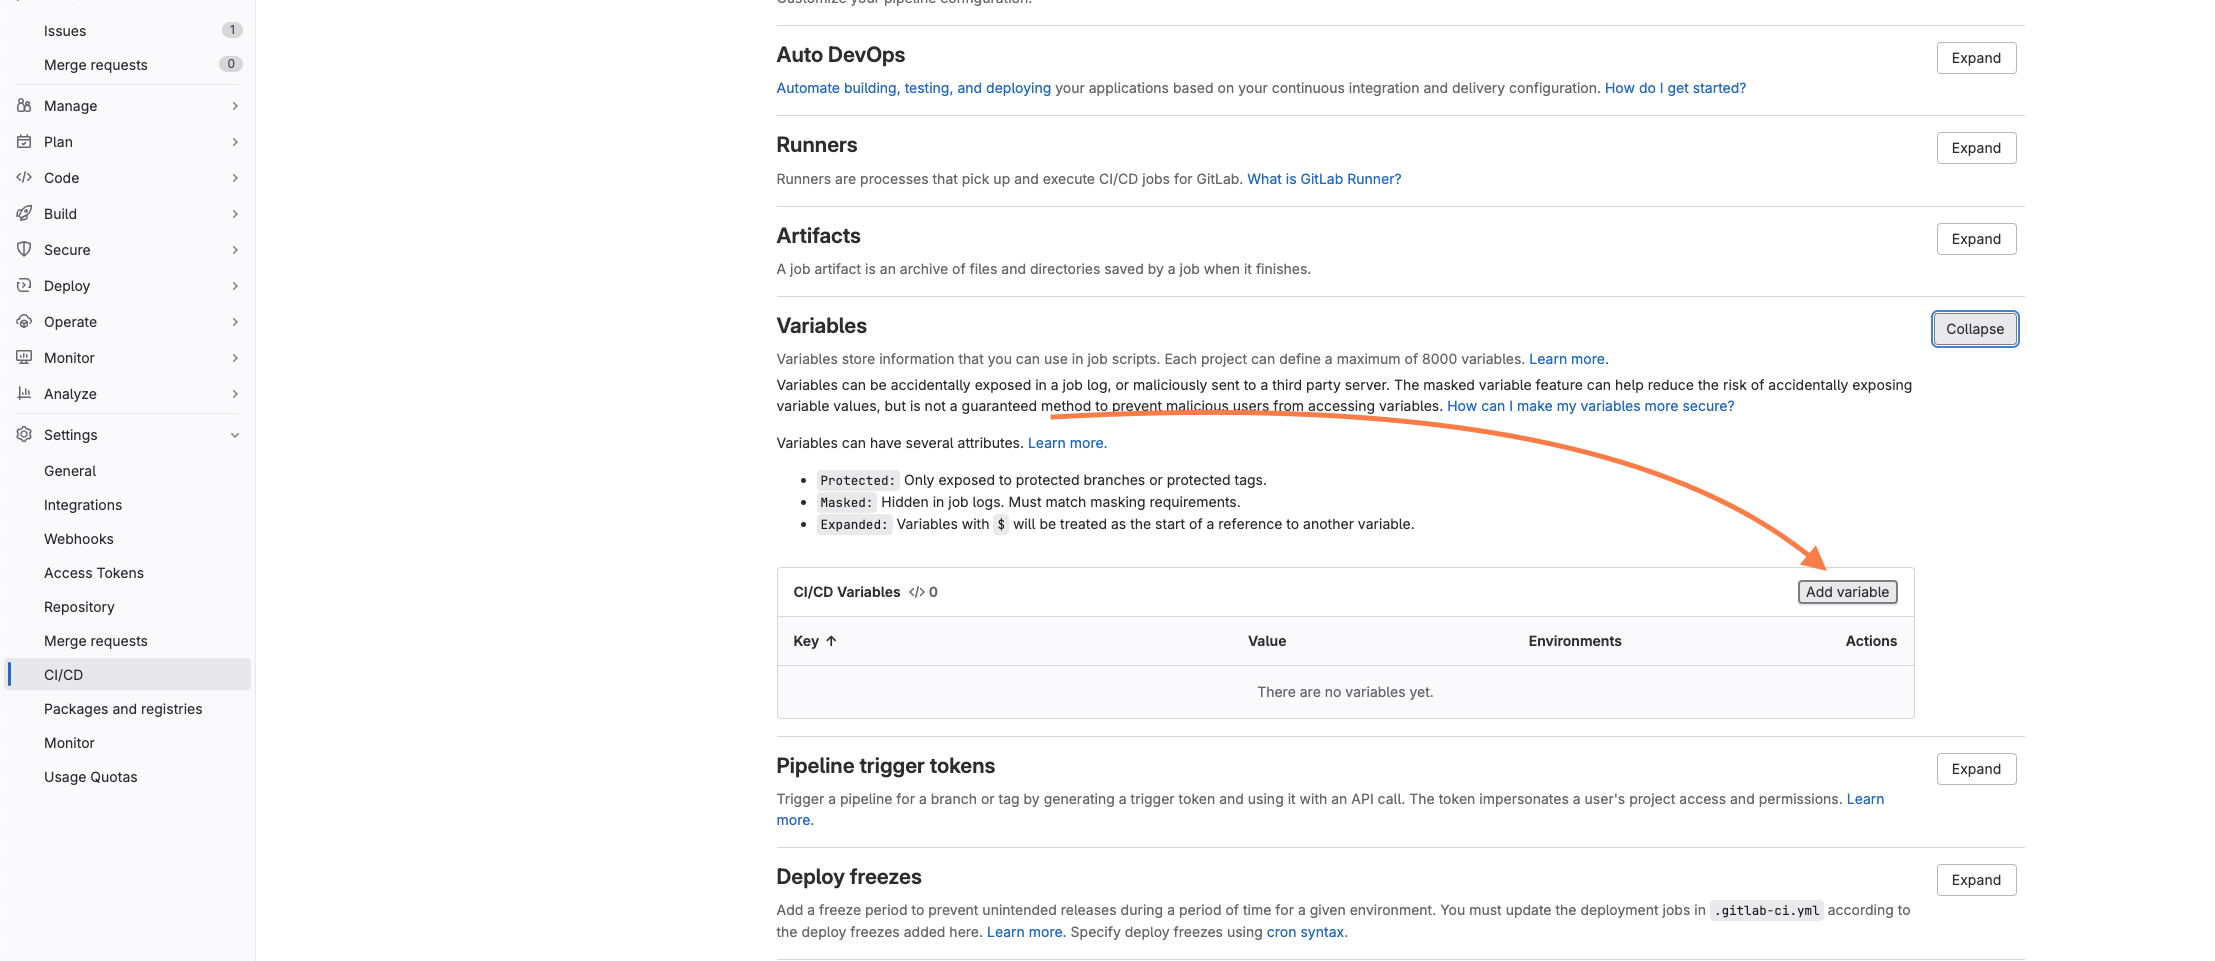 Customize your pipeline configuration.
Issues 1
Merge requests 0
Manage
Plan
Code
Build
Secure
Deploy
Operate
Monitor
Analyze
Settings
General
Integrations
Webhooks
Access Tokens
Repository
Merge requests
CI/CD
Packages and registries
Monitor
Usage Quotas
Auto DevOps
Expand
Automate building, testing, and deploying your applications based on your continuous integration and delivery configuration. How do I get started?
Runners
Expand
Runners are processes that pick up and execute CI/CD jobs for GitLab. What is GitLab Runner?
Artifacts
Expand
A job artifact is an archive of files and directories saved by a job when it finishes.
Variables
Collapse
Variables store information that you can use in job scripts. Each project can define a maximum of 8000 variables. Learn more.
Variables can be accidentally exposed in a job log, or maliciously sent to a third party server. The masked variable feature can help reduce the risk of accidentally exposing
variable values, but is not a guaranteed method to prevent malicious users from accessing variables. How can I make my variables more secure?
Variables can have several attributes. Learn more.
• Protected: Only exposed to protected branches or protected tags.
• Masked: Hidden in job logs. Must match masking requirements.
• Expanded: Variables with $ will be treated as the start of a reference to another variable.
CI/CD Variables </> 0
Add variable
Key ↑ Value Environments Actions
There are no variables yet.
Pipeline trigger tokens
Expand
Trigger a pipeline for a branch or tag by generating a trigger token and using it with an API call. The token impersonates a user's project access and permissions. Learn
more.
Deploy freezes
Expand
Add a freeze period to prevent unintended releases during a period of time for a given environment. You must update the deployment jobs in .gitlab-ci.yml according to
the deploy freezes added here. Learn more. Specify deploy freezes using cron syntax.